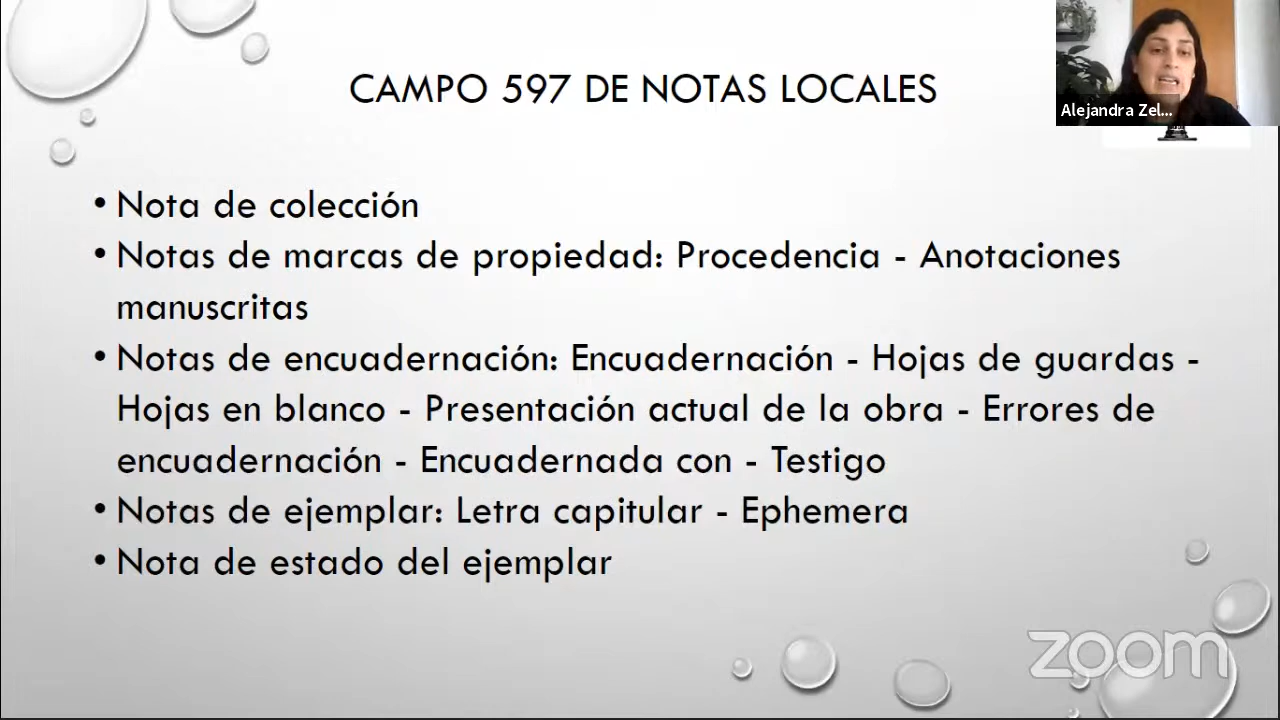 CAMPO 597 DE NOTAS LOCALES
Alejandra Zel...
• Nota de colección
• Notas de marcas de propiedad: Procedencia - Anotaciones
manuscritas
• Notas de encuadernación: Encuadernación - Hojas de guardas -
Hojas en blanco - Presentación actual de la obra - Errores de
encuadernación - Encuadernada con - Testigo
• Notas de ejemplar: Letra capitular - Ephemera
• Nota de estado del ejemplar
zoom